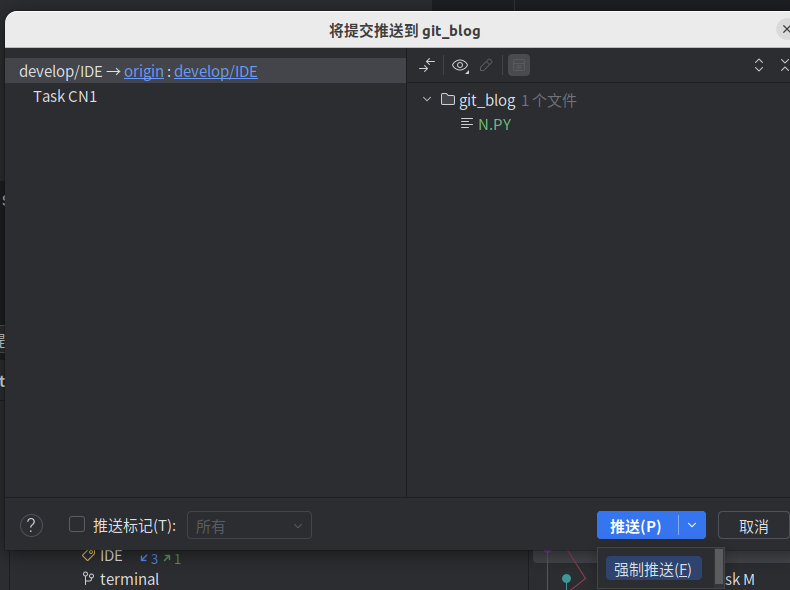 将提交推送到 git_blog
develop/IDE → origin : develop/IDE
Task CN1
git_blog 1 个文件
N.PY
? 推送标记(T): 所有
推送(P) 取消
强制推送(F)
IDE 3 1
terminal
sk M